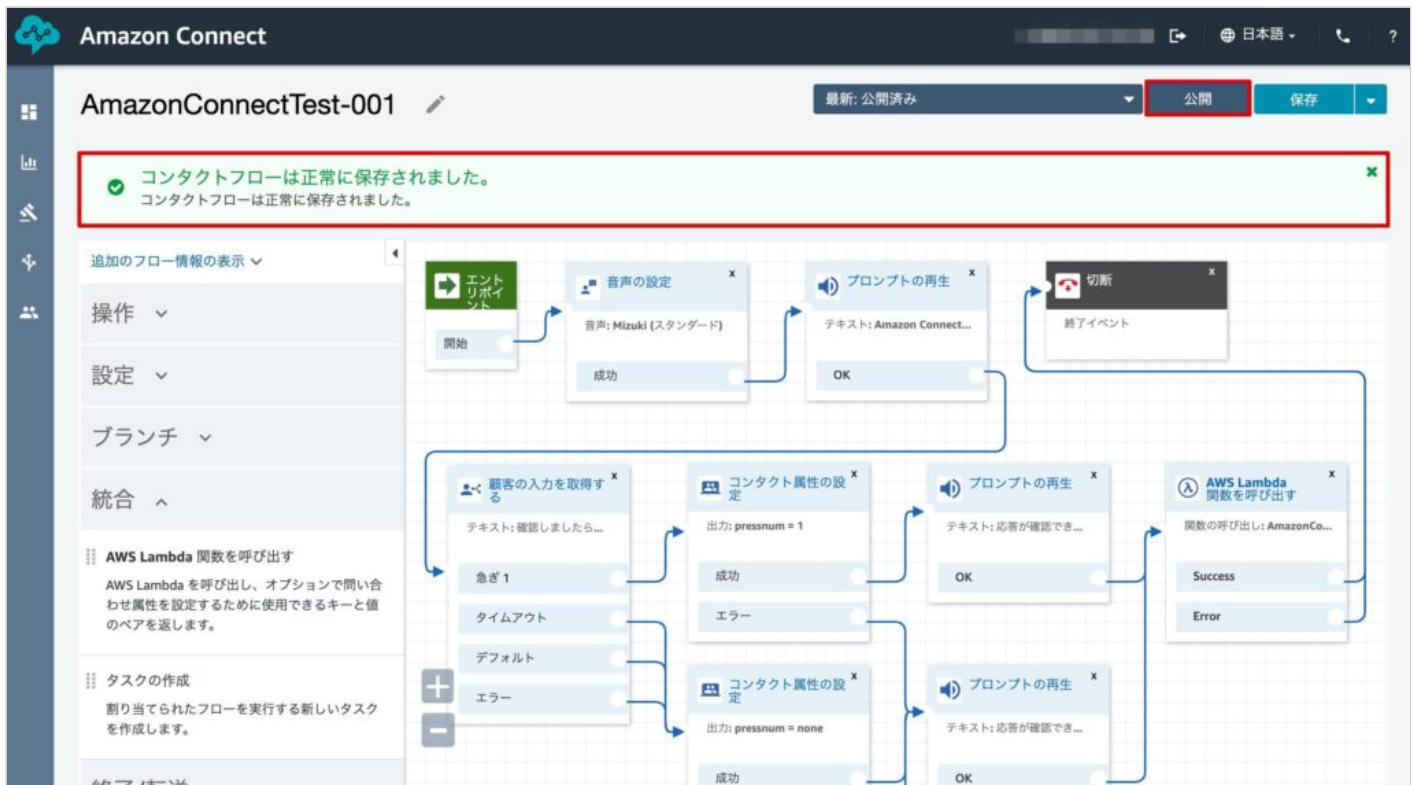 Amazon Connect
日本語
?
AmazonConnectTest-001
最新: 公開済み
公開
保存
コンタクトフローは正常に保存されました。
コンタクトフローは正常に保存されました。
追加のフロー情報の表示
操作
設定
ブランチ
統合
AWS Lambda 関数を呼び出す
AWS Lambda を呼び出し、オプションで問い合
わせ属性を設定するために使用できるキーと値
のペアを返します。
タスクの作成
割り当てられたフローを実行する新しいタスク
を作成します。
エント
リポイ
ント
開始
音声の設定
x
音声: Mizuki (スタンダード)
成功
プロンプトの再生
x
テキスト: Amazon Connect...
OK
切断
x
終了イベント
顧客の入力を取得す
る
x
テキスト: 確認しましたら...
急ぎ 1
タイムアウト
デフォルト
エラー
コンタクト属性の設
定
x
出力: pressnum = 1
成功
エラー
プロンプトの再生
x
テキスト: 応答が確認でき...
OK
AWS Lambda
関数を呼び出す
x
関数の呼び出し: AmazonCo...
Success
Error
コンタクト属性の設
定
x
出力: pressnum = none
成功
プロンプトの再生
x
テキスト: 応答が確認でき...
OK